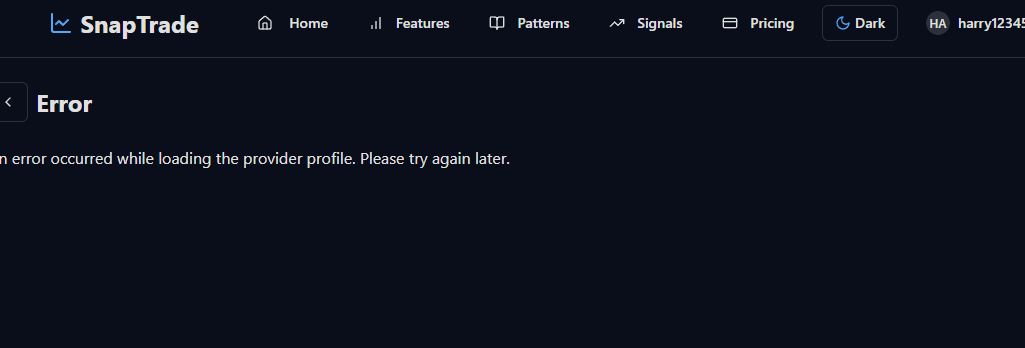 SnapTrade Home Features Patterns Signals Pricing Dark HA harry12345
Error
n error occurred while loading the provider profile. Please try again later.